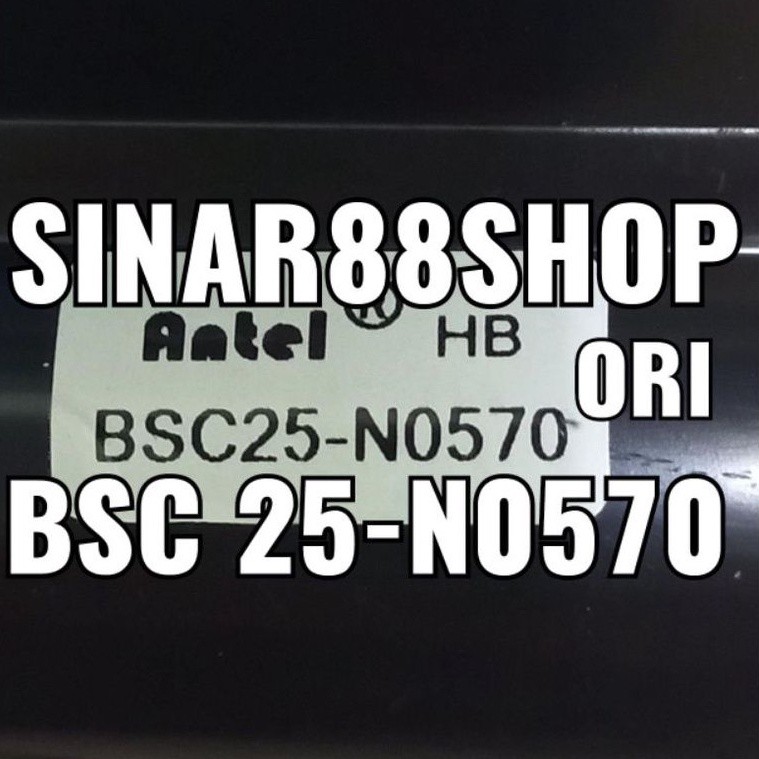 SINAR88SHOP
Antel ® HB
ORI
BSC25-N0570
BSC 25-N0570